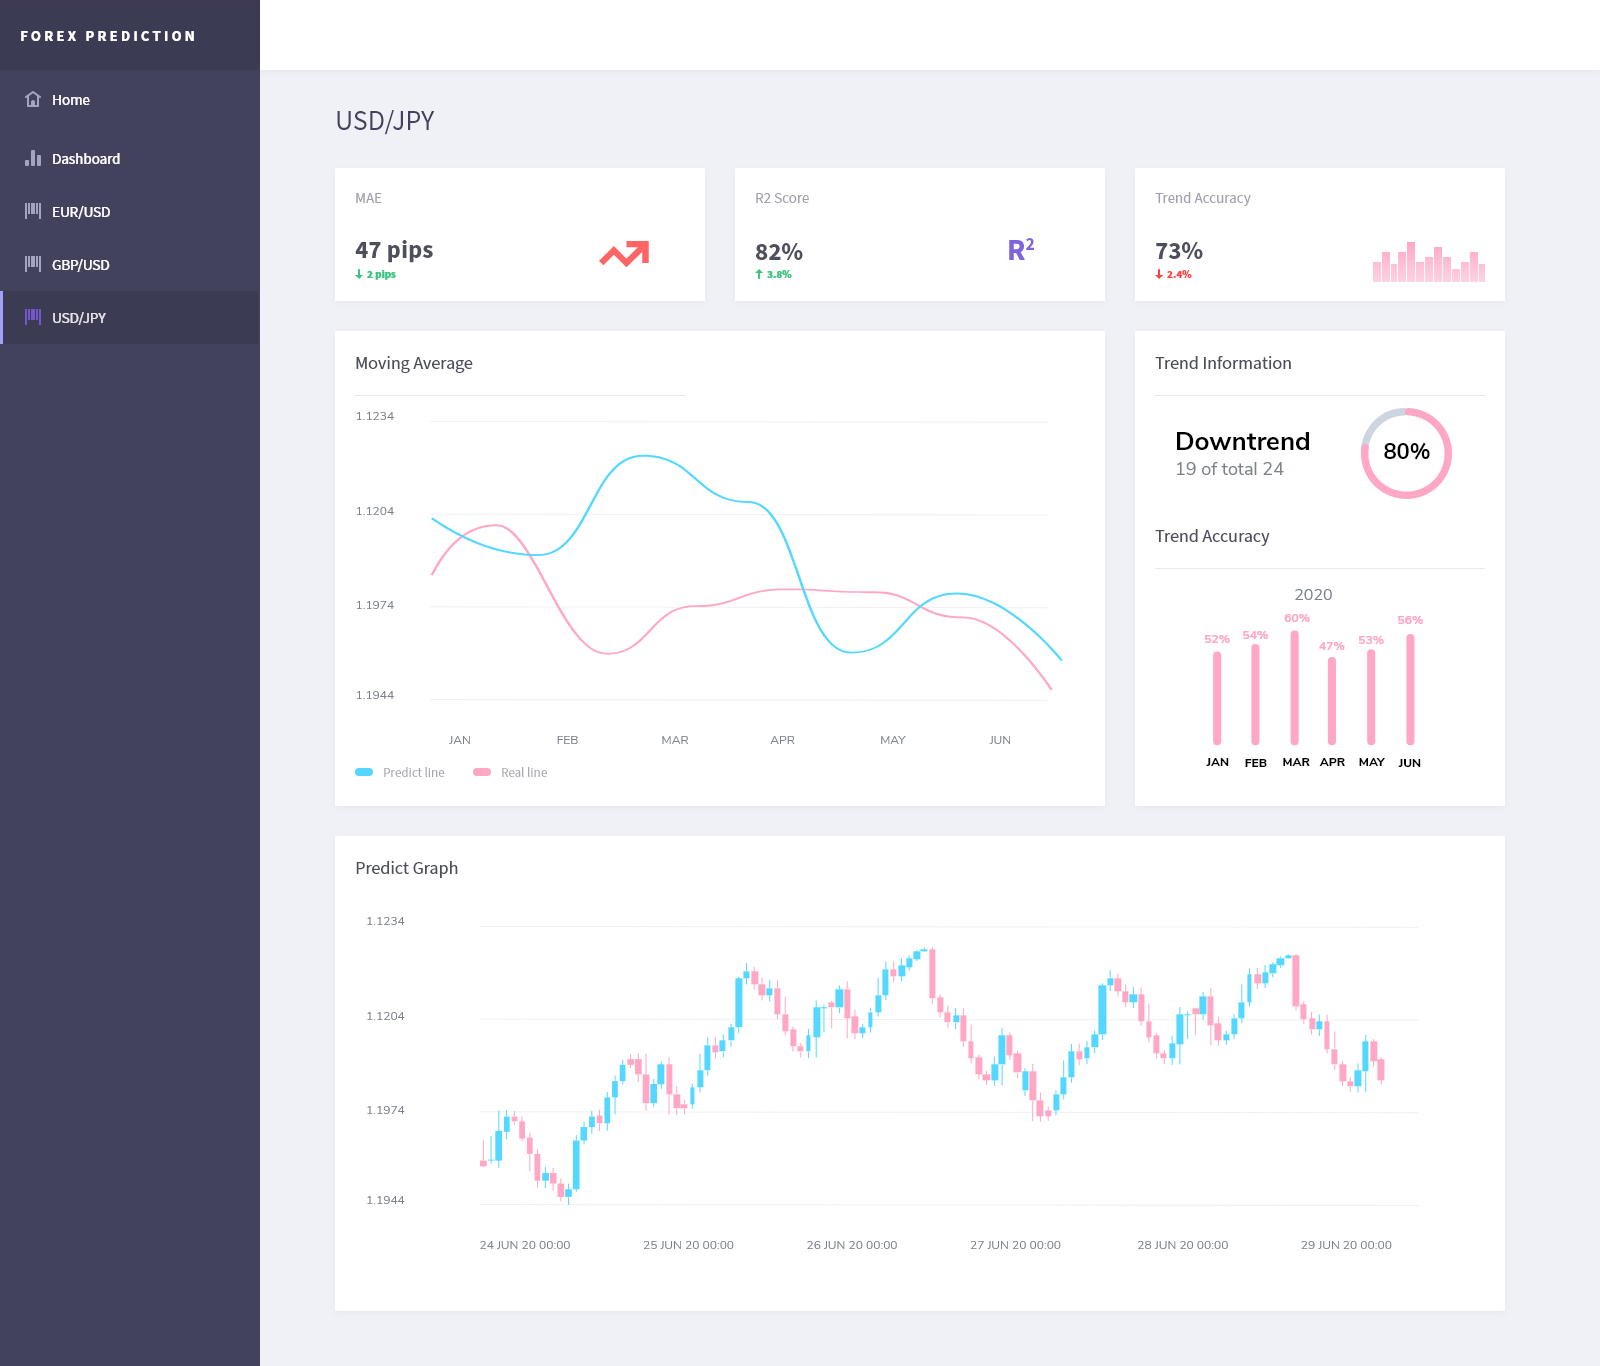 FOREX PREDICTION
Home
Dashboard
EUR/USD
GBP/USD
USD/JPY
USD/JPY
MAE
47 pips
2 pips
R2 Score
82%
3.8%
R²
Trend Accuracy
73%
2.4%
Moving Average
1.1234
1.1204
1.1974
1.1944
JAN FEB MAR APR MAY JUN
Predict line Real line
Trend Information
Downtrend
19 of total 24
80%
Trend Accuracy
2020
52% 54% 60% 47% 53% 56%
JAN FEB MAR APR MAY JUN
Predict Graph
1.1234
1.1204
1.1974
1.1944
24 JUN 20 00:00 25 JUN 20 00:00 26 JUN 20 00:00 27 JUN 20 00:00 28 JUN 20 00:00 29 JUN 20 00:00